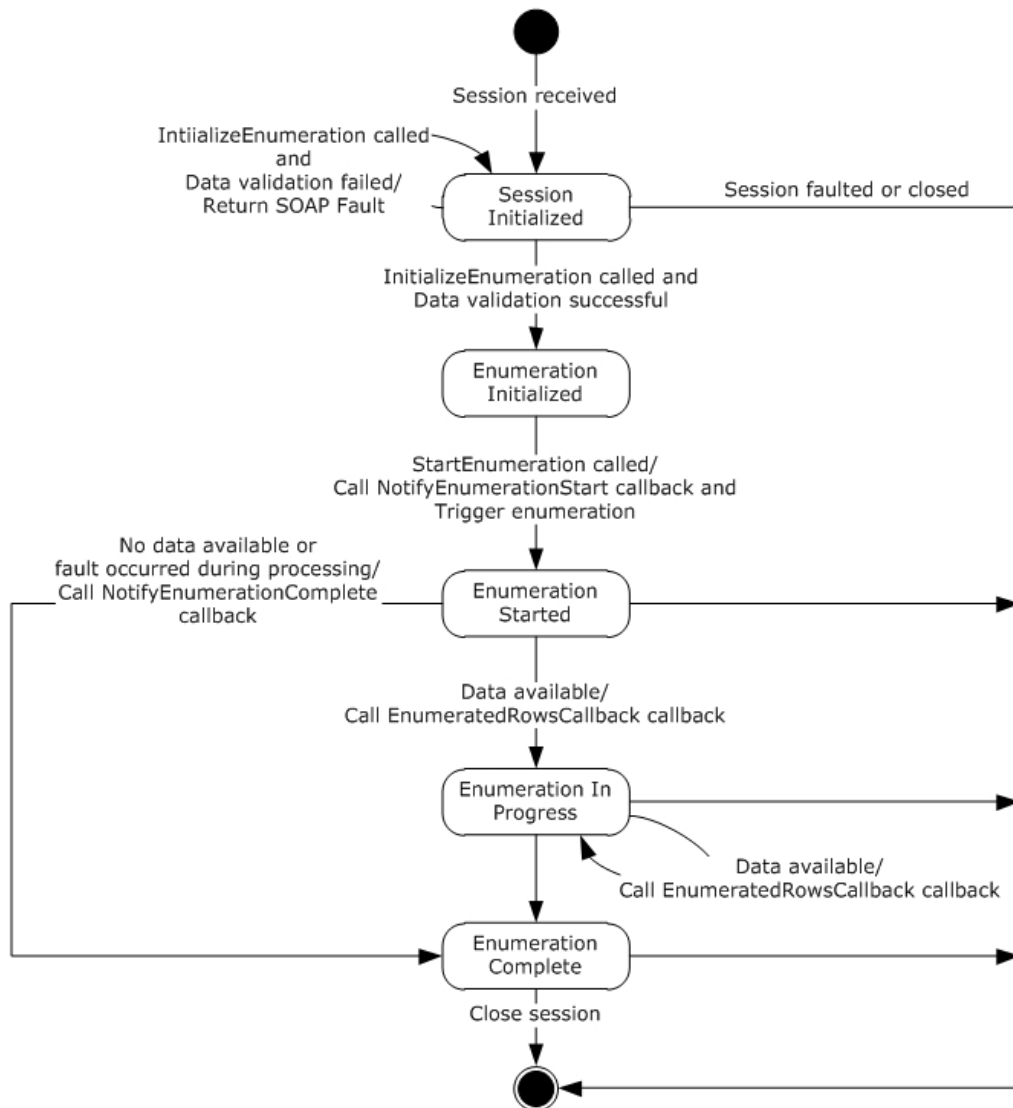 Session received
IntiializeEnumeration called
and
Data validation failed/
Return SOAP Fault
Session
Initialized
Session faulted or closed
InitializeEnumeration called and
Data validation successful
Enumeration
Initialized
StartEnumeration called/
Call NotifyEnumerationStart callback and
Trigger enumeration
No data available or
fault occurred during processing/
Call NotifyEnumerationComplete
callback
Enumeration
Started
Data available/
Call EnumeratedRowsCallback callback
Enumeration In
Progress
Data available/
Call EnumeratedRowsCallback callback
Enumeration
Complete
Close session